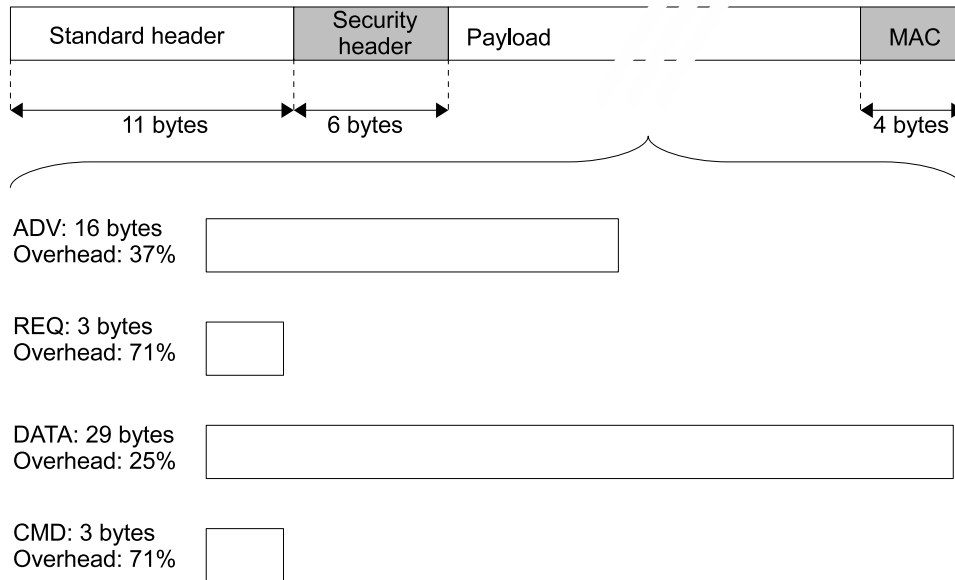 Standard header
Security
header
Payload
MAC
11 bytes
6 bytes
4 bytes
ADV: 16 bytes
Overhead: 37%
REQ: 3 bytes
Overhead: 71%
DATA: 29 bytes
Overhead: 25%
CMD: 3 bytes
Overhead: 71%